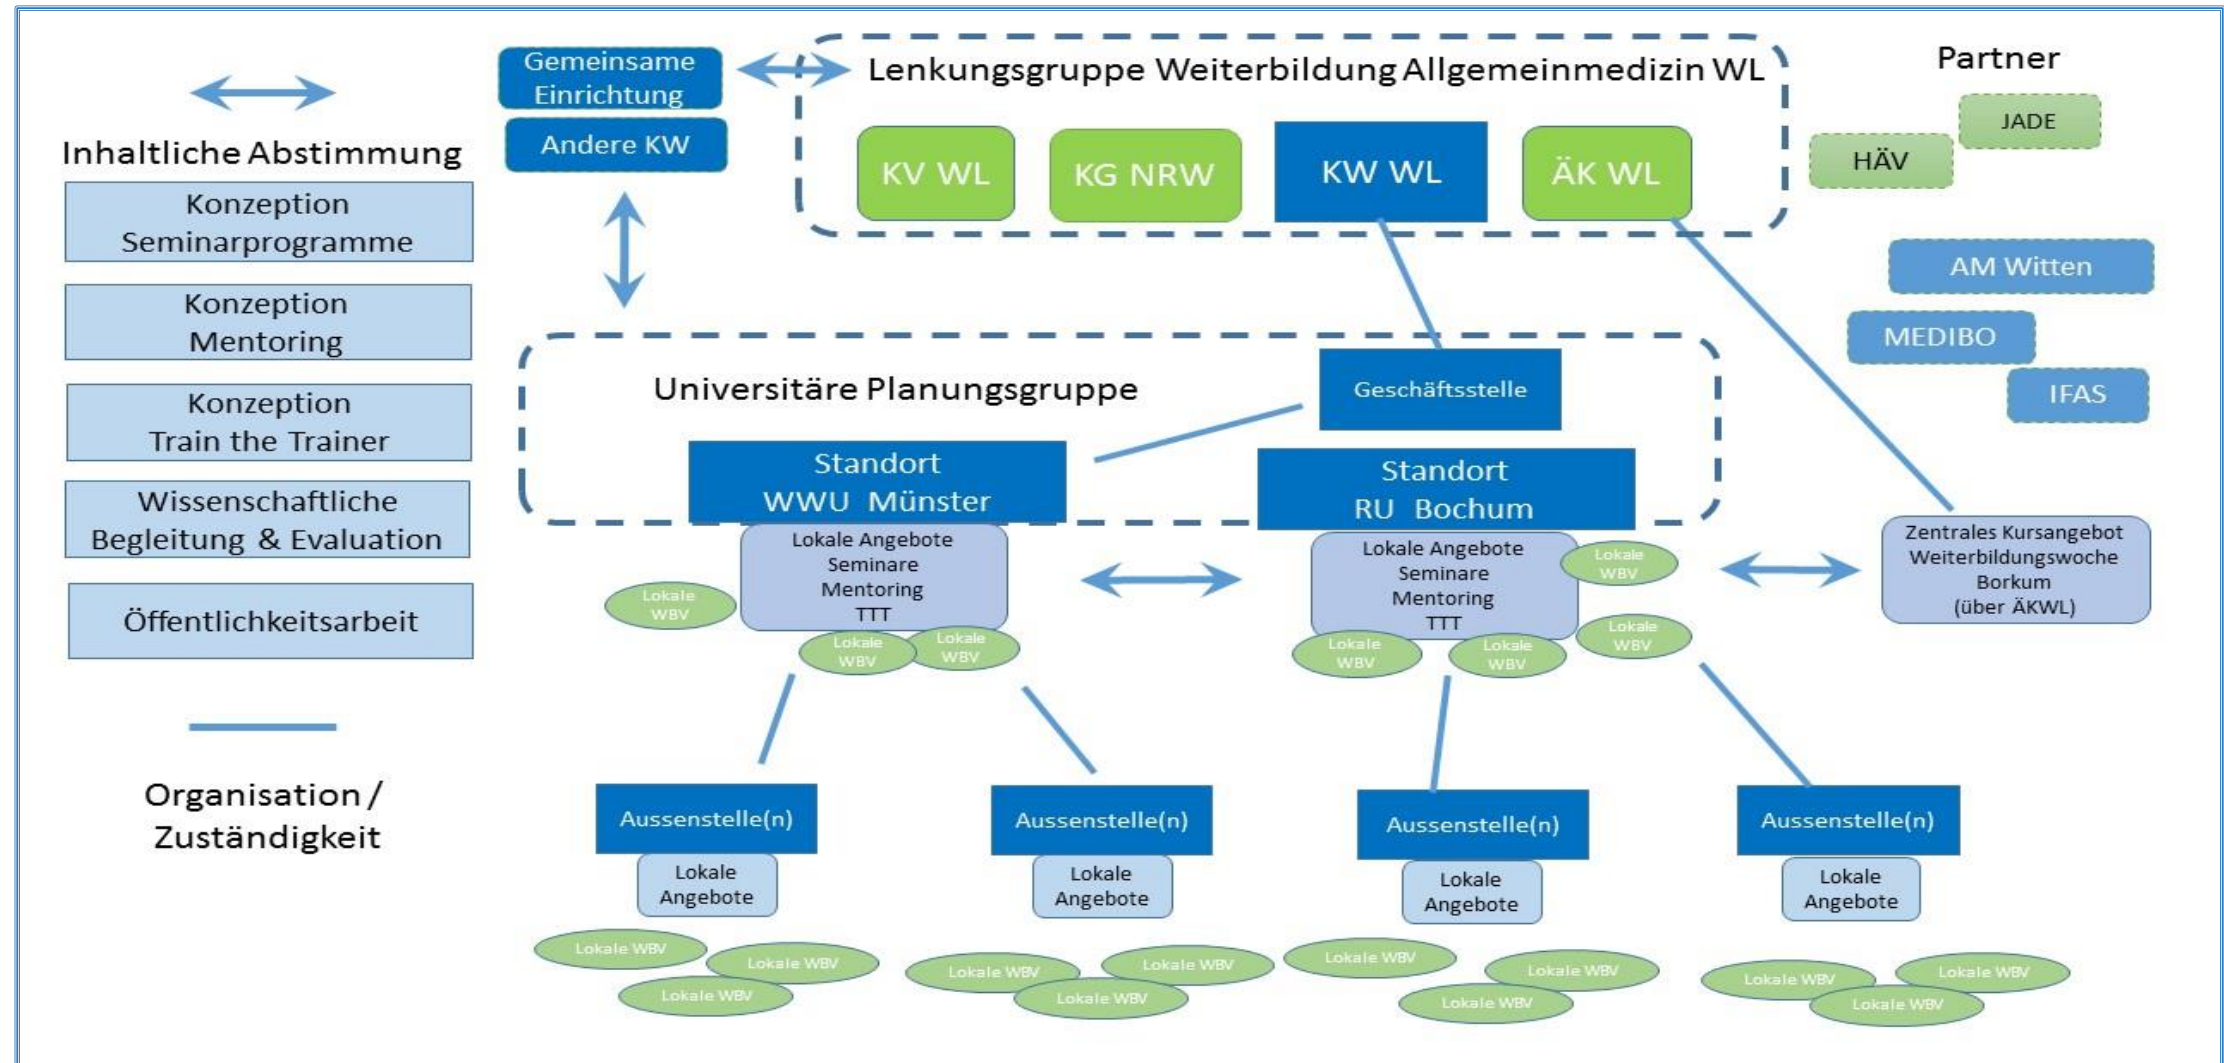 Inhaltliche Abstimmung
Konzeption
Seminarprogramme
Konzeption
Mentoring
Konzeption
Train the Trainer
Wissenschaftliche
Begleitung & Evaluation
Öffentlichkeitsarbeit
Organisation /
Zuständigkeit
Gemeinsame
Einrichtung
Andere KW
Lenkungsgruppe Weiterbildung Allgemeinmedizin WL
KV WL
KG NRW
KW WL
ÄK WL
Partner
JADE
HÄV
AM Witten
MEDIBO
IFAS
Universitäre Planungsgruppe
Geschäftsstelle
Standort
WWU Münster
Standort
RU Bochum
Lokale Angebote
Seminare
Mentoring
TTT
Lokale
WBV
Lokale
WBV
Lokale
WBV
Lokale Angebote
Seminare
Mentoring
TTT
Lokale
WBV
Lokale
WBV
Lokale
WBV
Lokale
WBV
Zentrales Kursangebot
Weiterbildungswoche
Borkum
(über ÄKWL)
Aussenstelle(n)
Lokale
Angebote
Lokale WBV
Lokale WBV
Lokale WBV
Aussenstelle(n)
Lokale
Angebote
Lokale WBV
Lokale WBV
Lokale WBV
Aussenstelle(n)
Lokale
Angebote
Lokale WBV
Lokale WBV
Lokale WBV
Aussenstelle(n)
Lokale
Angebote
Lokale WBV
Lokale WBV
Lokale WBV